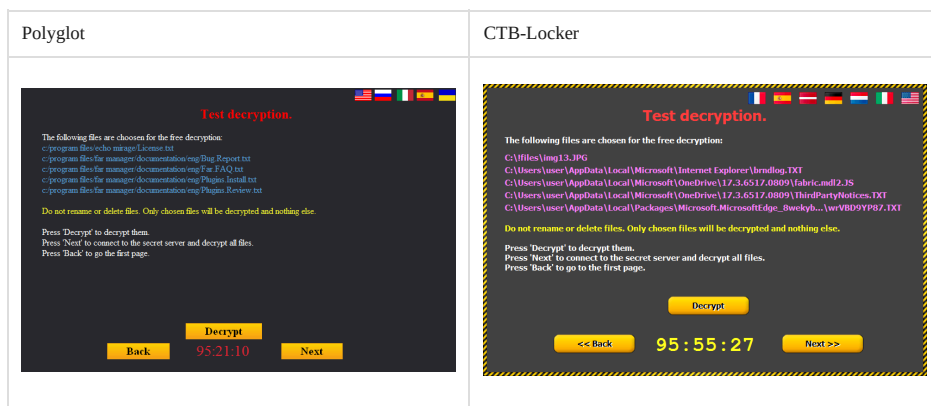 Polyglot
CTB-Locker
Test decryption.
The following files are choosen for the free decryption:
c:/program files/echo mirage/License.txt
c:/program files/far manager/documentation/eng/Bug.Report.txt
c:/program files/far manager/documentation/eng/Far.FAQ.txt
c:/program files/far manager/documentation/eng/Plugins.Install.txt
c:/program files/far manager/documentation/eng/Plugins.Review.txt
Do not rename or delete files. Only chosen files will be decrypted and nothing else.
Press 'Decrypt' to decrypt them.
Press 'Next' to connect to the secret server and decrypt all files.
Press 'Back' to go the first page.
Decrypt
Back
95:21:10
Next
Test decryption.
The following files are chosen for the free decryption:
C:\!files\img13.JPG
C:\Users\user\AppData\Local\Microsoft\Internet Explorer\brndlog.TXT
C:\Users\user\AppData\Local\Microsoft\OneDrive\17.3.6517.0809\fabric.mdl2.JS
C:\Users\user\AppData\Local\Microsoft\OneDrive\17.3.6517.0809\ThirdPartyNotices.TXT
C:\Users\user\AppData\Local\Packages\Microsoft.MicrosoftEdge_8wekyb...\wrVBD9YP87.TXT
Do not rename or delete files. Only chosen files will be decrypted and nothing else.
Press 'Decrypt' to decrypt them.
Press 'Next' to connect to the secret server and decrypt all files.
Press 'Back' to go to the first page.
Decrypt
<< Back
95:55:27
Next >>